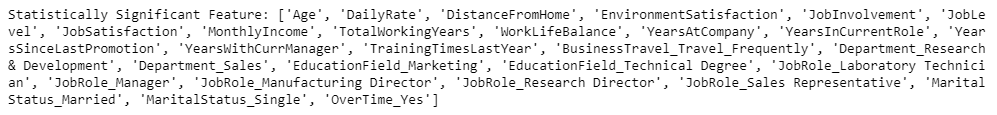 Statistically Significant Feature: ['Age', 'DailyRate', 'DistanceFromHome', 'EnvironmentSatisfaction', 'JobInvolvement', 'JobLe
vel', 'JobSatisfaction', 'MonthlyIncome', 'TotalWorkingYears', 'WorkLifeBalance', 'YearsAtCompany', 'YearsInCurrentRole', 'Year
sSinceLastPromotion', 'YearsWithCurrManager', 'TrainingTimesLastYear', 'BusinessTravel_Travel_Frequently', 'Department_Research
& Development', 'Department_Sales', 'EducationField_Marketing', 'EducationField_Technical Degree', 'JobRole_Laboratory Technici
an', 'JobRole_Manager', 'JobRole_Manufacturing Director', 'JobRole_Research Director', 'JobRole_Sales Representative', 'Marital
Status_Married', 'MaritalStatus_Single', 'OverTime_Yes']